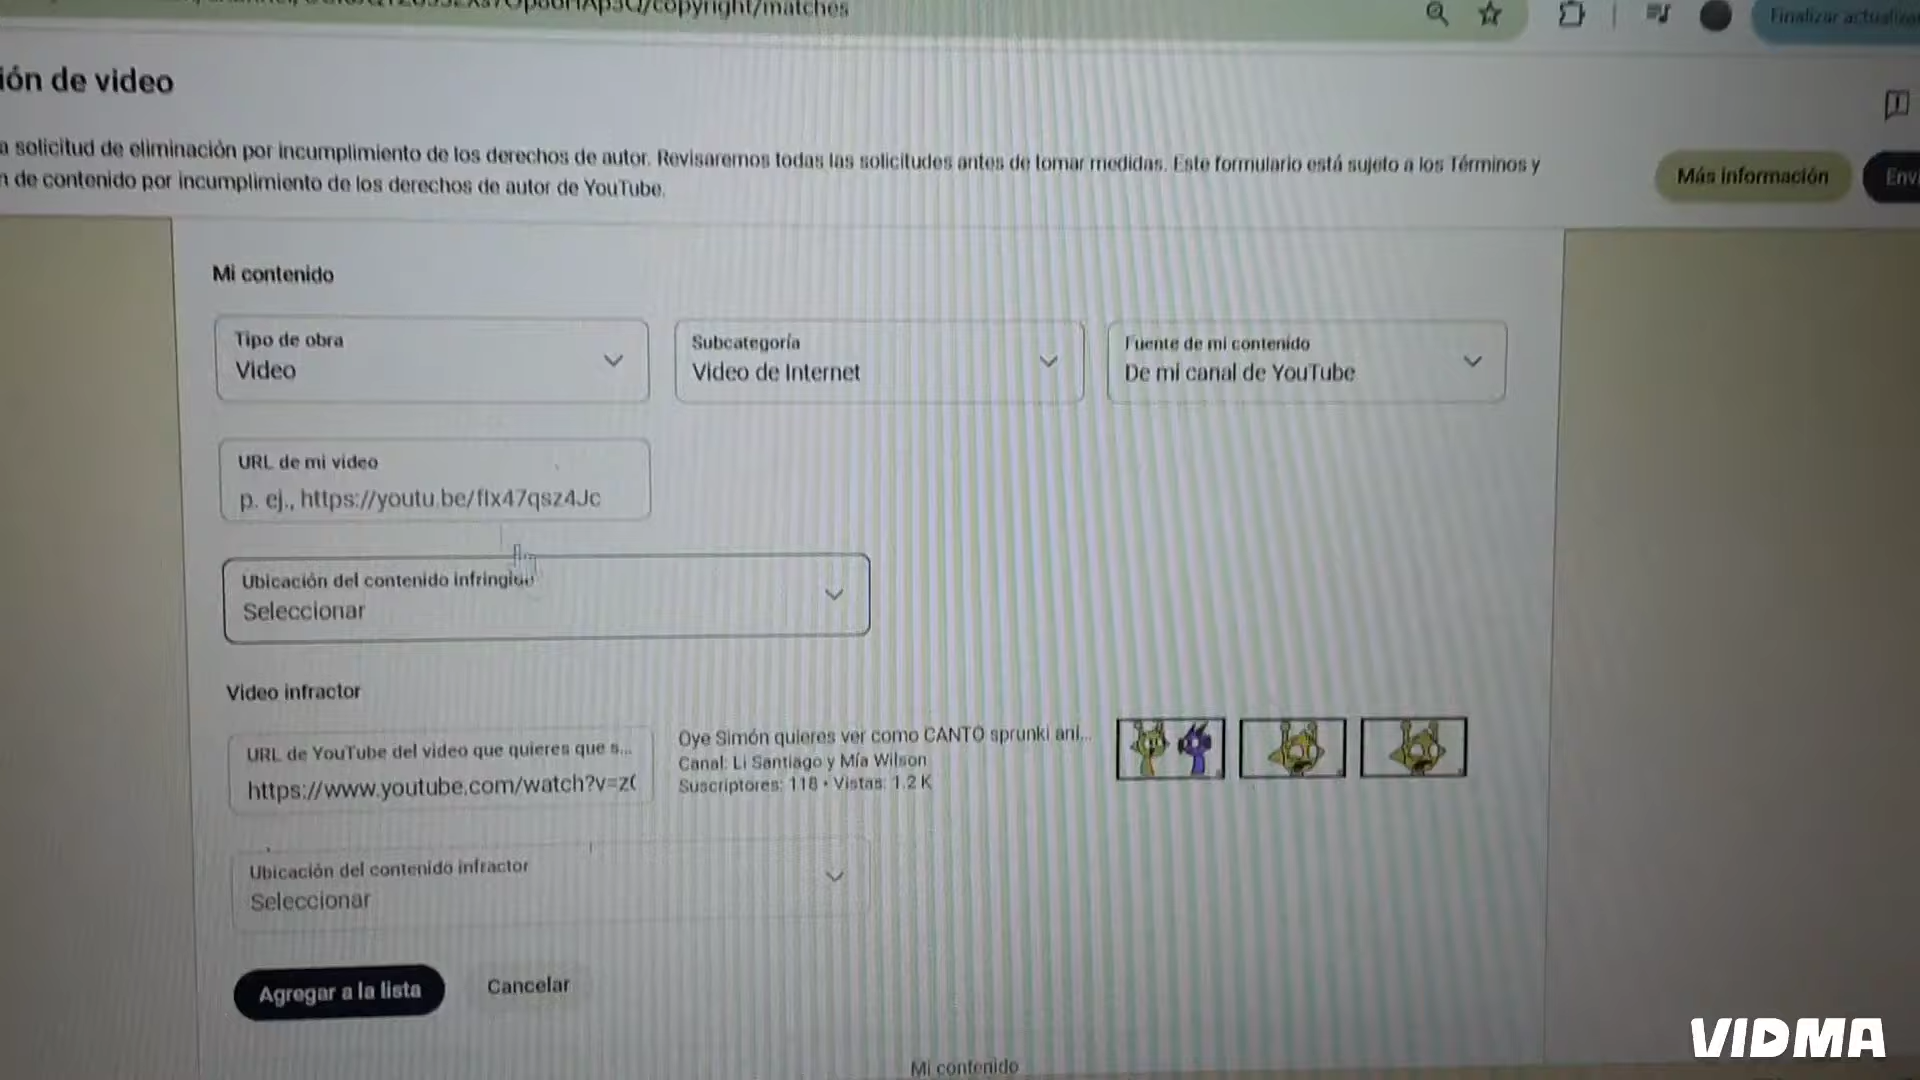 /copyright/matches
Finalizar
ión de video
a solicitud de eliminación por incumplimiento de los derechos de autor. Revisaremos todas las solicitudes antes de tomar medidas. Este formulario está sujeto a los Términos y
n de contenido por incumplimiento de los derechos de autor de YouTube.
Más información
Envi
Mi contenido
Tipo de obra
Video
Subcategoría
Video de Internet
Fuente de mi contenido
De mi canal de YouTube
URL de mi video
p. ej., https://youtu.be/fIx47qsz4Jc
Ubicación del contenido infringido
Seleccionar
Video infractor
URL de YouTube del video que quieres que s...
https://www.youtube.com/watch?v=z(
Oye Simón quieres ver como CANTO sprunki ani...
Canal: Li Santiago y Mía Wilson
Suscriptores: 118 • Vistas: 1.2 K
Ubicación del contenido infractor
Seleccionar
Agregar a la lista
Cancelar
Mi contenido
VIDMA